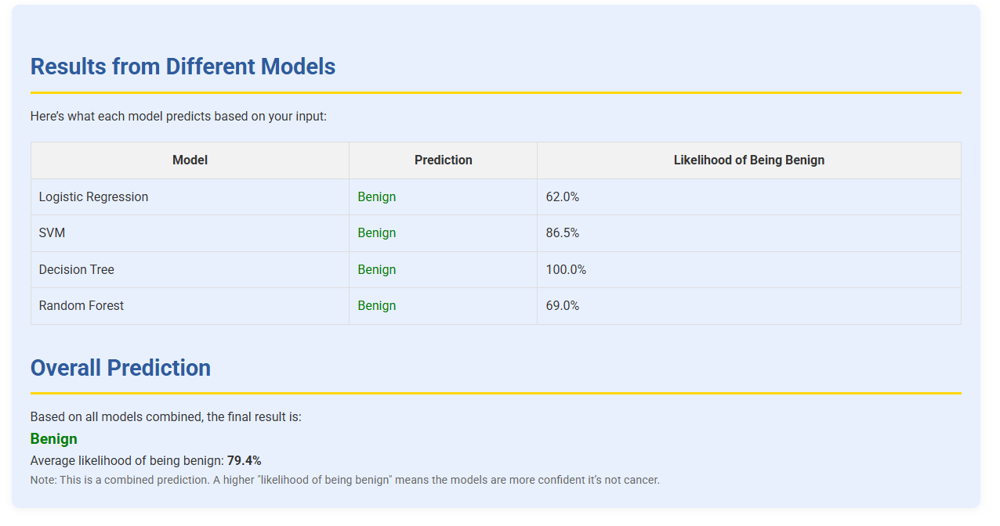 Results from Different Models
Here’s what each model predicts based on your input:
Model Prediction Likelihood of Being Benign
Logistic Regression Benign 62.0%
SVM Benign 86.5%
Decision Tree Benign 100.0%
Random Forest Benign 69.0%
Overall Prediction
Based on all models combined, the final result is:
Benign
Average likelihood of being benign: 79.4%
Note: This is a combined prediction. A higher "likelihood of being benign" means the models are more confident it’s not cancer.